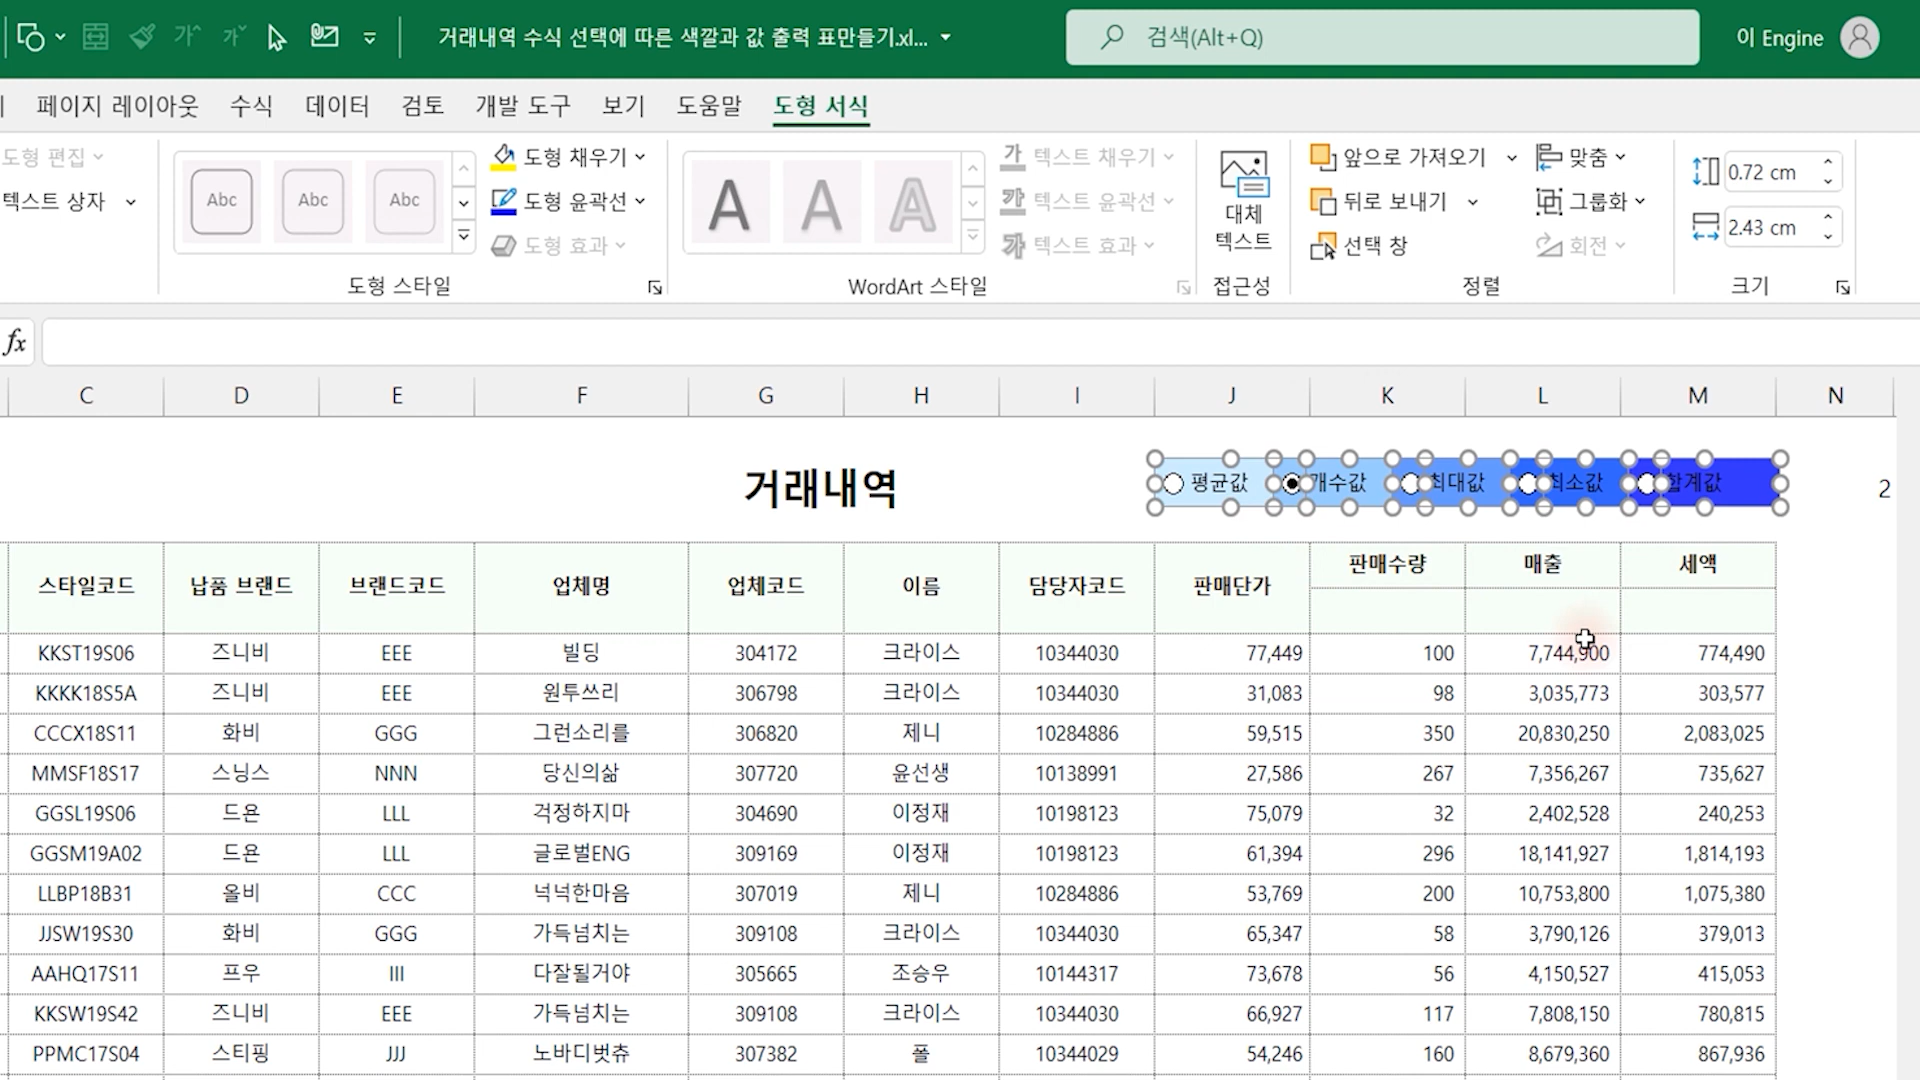 가^ 가ˇ 거래내역 수식 선택에 따른 색깔과 값 출력 표만들기.xl... 검색(Alt+Q) 이 Engine
페이지 레이아웃 수식 데이터 검토 개발 도구 보기 도움말 도형 서식
도형 편집 Abc Abc Abc 도형 채우기 A A A 가 텍스트 채우기 대체 텍스트 앞으로 가져오기 맞춤 0.72 cm
텍스트 상자 도형 윤곽선 가 텍스트 윤곽선 뒤로 보내기 그룹화 2.43 cm
도형 효과 가 텍스트 효과 선택 창 회전
도형 스타일 WordArt 스타일 접근성 정렬 크기
fx
C D E F G H I J K L M N
거래내역 평균값 개수값 최대값 최소값 합계값 2
스타일코드 납품 브랜드 브랜드코드 업체명 업체코드 이름 담당자코드 판매단가 판매수량 매출 세액
KKST19S06 즈니비 EEE 빌딩 304172 크라이스 10344030 77,449 100 7,744,900 774,490
KKKK18S5A 즈니비 EEE 원투쓰리 306798 크라이스 10344030 31,083 98 3,035,773 303,577
CCCX18S11 화비 GGG 그런소리를 306820 제니 10284886 59,515 350 20,830,250 2,083,025
MMSF18S17 스닝스 NNN 당신의삶 307720 윤선생 10138991 27,586 267 7,356,267 735,627
GGSL19S06 드욘 LLL 걱정하지마 304690 이정재 10198123 75,079 32 2,402,528 240,253
GGSM19A02 드욘 LLL 글로벌ENG 309169 이정재 10198123 61,394 296 18,141,927 1,814,193
LLBP18B31 올비 CCC 넉넉한마음 307019 제니 10284886 53,769 200 10,753,800 1,075,380
JJSW19S30 화비 GGG 가득넘치는 309108 크라이스 10344030 65,347 58 3,790,126 379,013
AAHQ17S11 프우 III 다잘될거야 305665 조승우 10144317 73,678 56 4,150,527 415,053
KKSW19S42 즈니비 EEE 가득넘치는 309108 크라이스 10344030 66,927 117 7,808,150 780,815
PPMC17S04 스티핑 JJJ 노바디벗츄 307382 폴 10344029 54,246 160 8,679,360 867,936